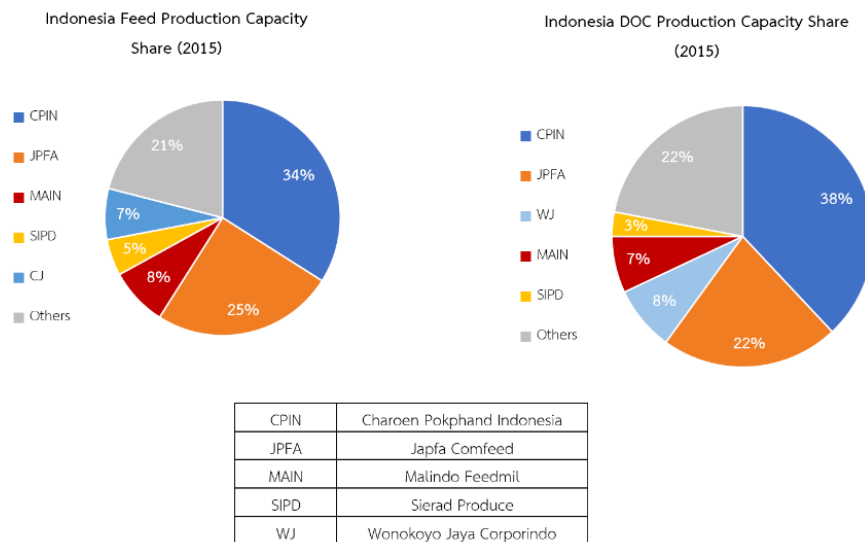 Indonesia Feed Production Capacity
Share (2015)
CPIN
JPFA
MAIN
SIPD
CJ
Others
34%
25%
8%
5%
7%
21%
Indonesia DOC Production Capacity Share
(2015)
CPIN
JPFA
WJ
MAIN
SIPD
Others
38%
22%
8%
7%
3%
22%
CPIN Charoen Pokphand Indonesia
JPFA Japfa Comfeed
MAIN Malindo Feedmil
SIPD Sierad Produce
WJ Wonokoyo Jaya Corporindo